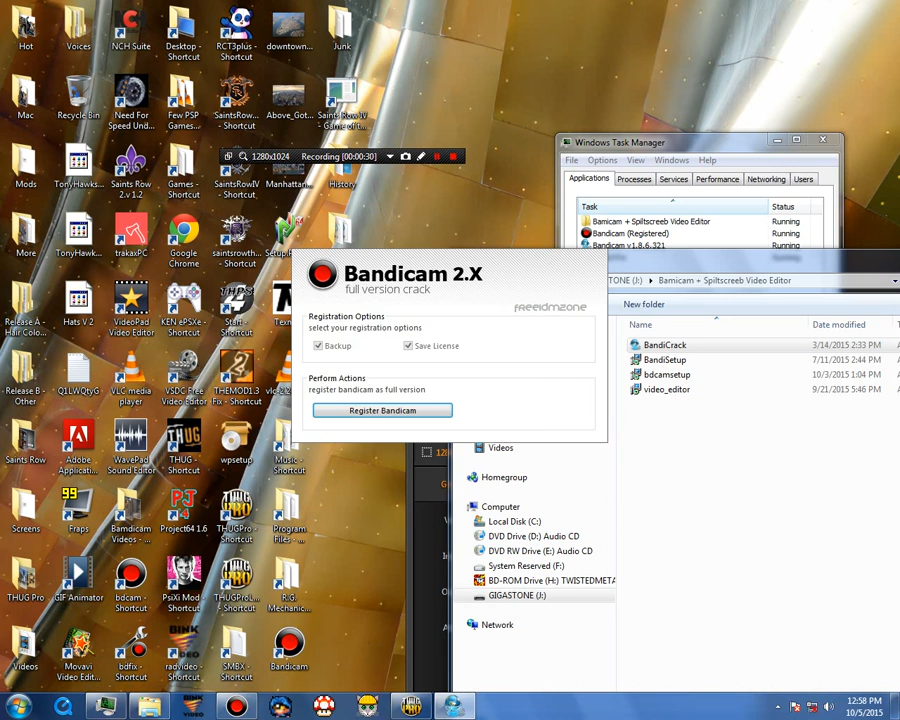 Hot
Voices
NCH Suite
Desktop - Shortcut
RCT3plus - Shortcut
downtown...
Junk
Mac
Recycle Bin
Need For Speed Und...
Few PSP Games...
SaintsRow... - Shortcut
Above_Got...
Saints Row IV - Game of t...
1280x1024 Recording [00:00:30]
Mods
TonyHawks...
Saints Row 2.v 1.2
Games - Shortcut
SaintsRowIV - Shortcut
Manhattan...
History
More
TonyHawk...
trakaxPC
Google Chrome
saintsrowth... - Shortcut
Release A - Hair Colo...
Hats V 2
VideoPad Video Editor
KEN ePSXe - Shortcut
Start - Shortcut
Release B - Other
Q1LWQtyG
VLC media player
VSDC Free Video Editor
THEMOD1.3 Fix - Shortcut
Saints Row
Adobe Applicati...
WavePad Sound Editor
THUG - Shortcut
wpsetup
Music - Shortcut
Screens
99
Fraps
Bamdicam Videos - ...
Project64 1.6
THUGPro - Shortcut
Program Files - ...
THUG Pro
GIF Animator
bdcam - Shortcut
PsiXi Mod - Shortcut
THUGProL... - Shortcut
R.G. Mechanic...
Videos
Movavi Video Edit...
bdfix - Shortcut
radvideo - Shortcut
SMBX - Shortcut
Bandicam
Windows Task Manager
File Options View Windows Help
Applications Processes Services Performance Networking Users
Task Status
Bamicam + Spiltscreeb Video Editor Running
Bandicam (Registered) Running
Bandicam v1.8.6.321 Running
Bandicam 2.X
full version crack
freeidmzone
Registration Options
select your registration options
Backup Save License
Perform Actions
register bandicam as full version
Register Bandicam
TONE (J:) Bamicam + Spiltscreeb Video Editor
New folder
Name Date modified
BandiCrack 3/14/2015 2:33 PM
BandiSetup 7/11/2015 2:44 PM
bdcamsetup 10/3/2015 1:04 PM
video_editor 9/21/2015 5:46 PM
Videos
Homegroup
Computer
Local Disk (C:)
DVD Drive (D:) Audio CD
DVD RW Drive (E:) Audio CD
System Reserved (F:)
BD-ROM Drive (H:) TWISTEDMETA
GIGASTONE (J:)
Network
12:58 PM
10/5/2015